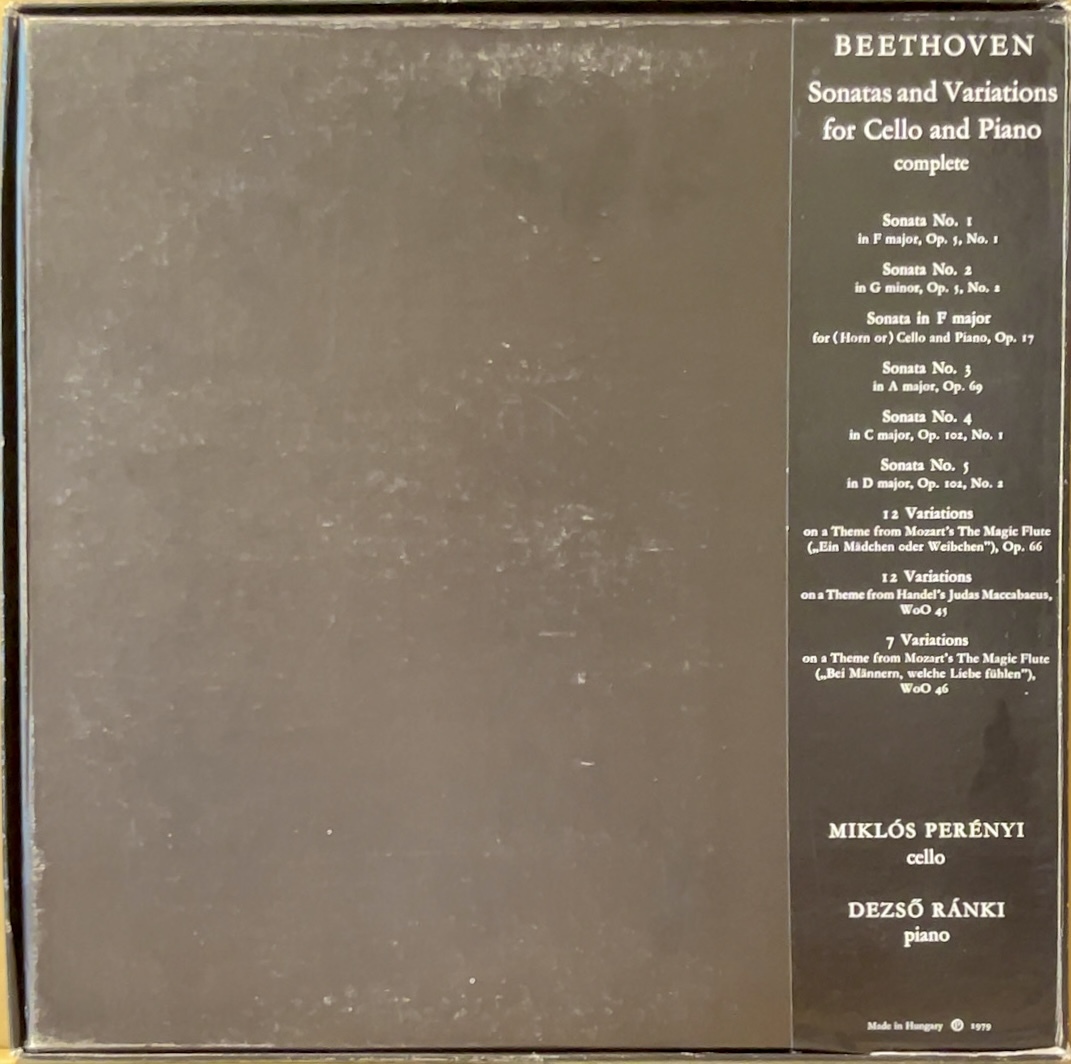 BEETHOVEN
Sonatas and Variations
for Cello and Piano
complete
Sonata No. 1
in F major, Op. 5, No. 1
Sonata No. 2
in G minor, Op. 5, No. 2
Sonata in F major
for (Horn or) Cello and Piano, Op. 17
Sonata No. 3
in A major, Op. 69
Sonata No. 4
in C major, Op. 102, No. 1
Sonata No. 5
in D major, Op. 102, No. 2
12 Variations
on a Theme from Mozart's The Magic Flute
(„Ein Mädchen oder Weibchen”), Op. 66
12 Variations
on a Theme from Handel's Judas Maccabaeus,
WoO 45
7 Variations
on a Theme from Mozart's The Magic Flute
(„Bei Männern, welche Liebe fühlen”),
WoO 46
MIKLÓS PERÉNYI
cello
DEZSŐ RÁNKI
piano
Made in Hungary ℗ 1979